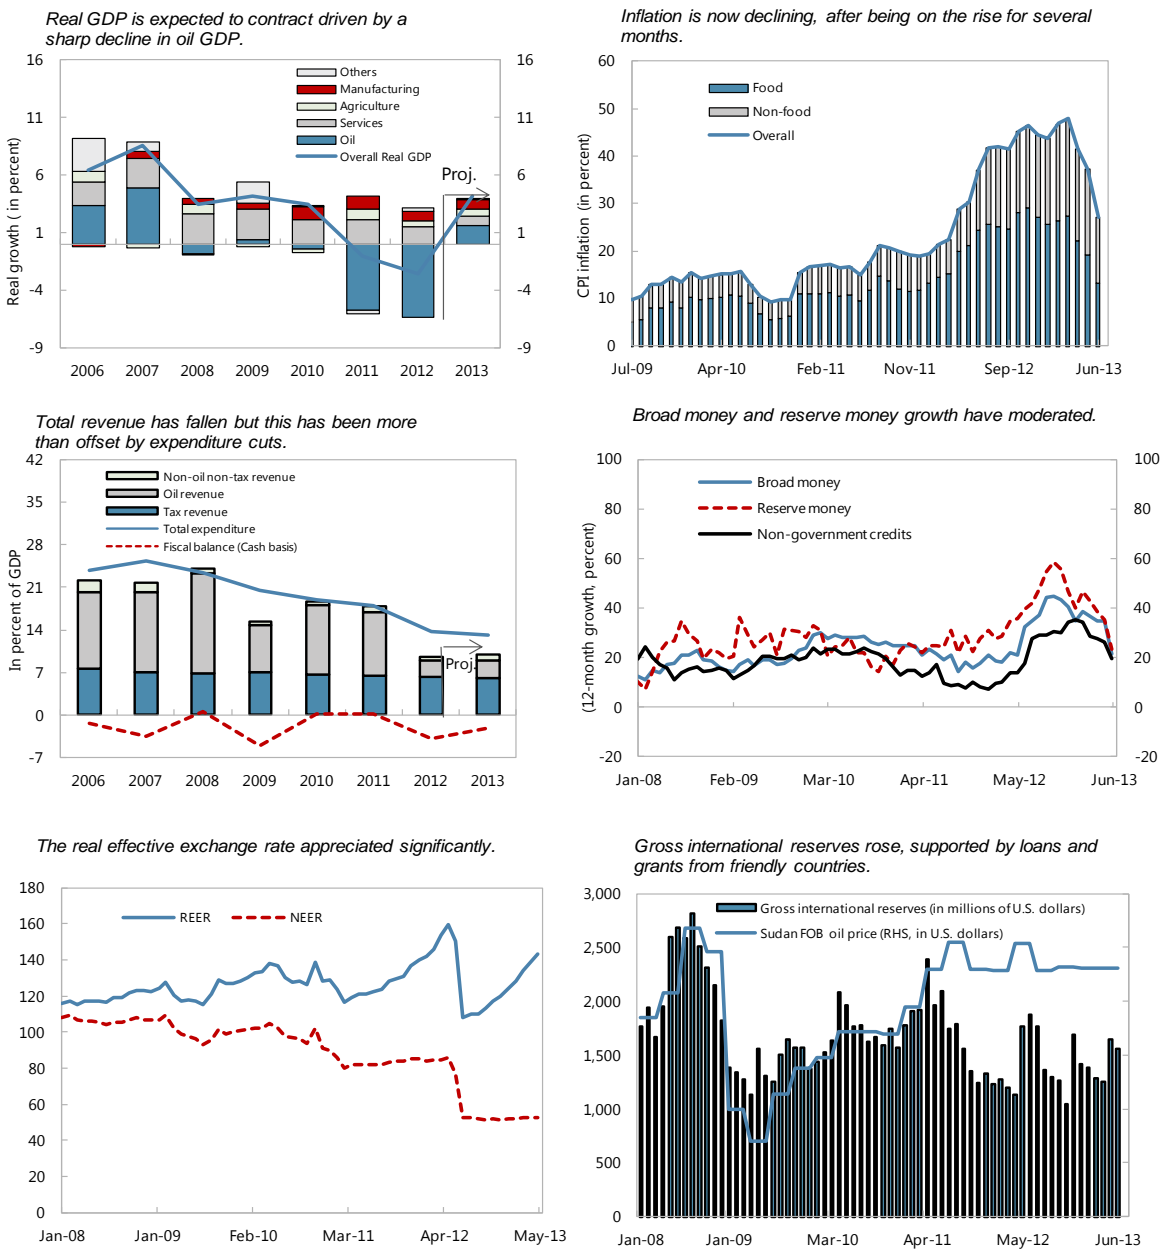 Real GDP is expected to contract driven by a
sharp decline in oil GDP.
16
11
6
1
-4
-9
16
11
6
1
-4
-9
Real growth ( in percent)
Others
Manufacturing
Agriculture
Services
Oil
Overall Real GDP
Proj.
2006 2007 2008 2009 2010 2011 2012 2013
Inflation is now declining, after being on the rise for several
months.
60
50
40
30
20
10
0
CPI inflation (in percent)
Food
Non-food
Overall
Jul-09 Apr-10 Feb-11 Nov-11 Sep-12 Jun-13
Total revenue has fallen but this has been more
than offset by expenditure cuts.
42
35
28
21
14
7
0
-7
In percent of GDP
Non-oil non-tax revenue
Oil revenue
Tax revenue
Total expenditure
Fiscal balance (Cash basis)
Proj.
2006 2007 2008 2009 2010 2011 2012 2013
Broad money and reserve money growth have moderated.
100
80
60
40
20
0
-20
100
80
60
40
20
0
-20
(12-month growth, percent)
Broad money
Reserve money
Non-government credits
Jan-08 Feb-09 Mar-10 Apr-11 May-12 Jun-13
The real effective exchange rate appreciated significantly.
180
160
140
120
100
80
60
40
20
0
REER NEER
Jan-08 Jan-09 Feb-10 Mar-11 Apr-12 May-13
Gross international reserves rose, supported by loans and
grants from friendly countries.
3,000
2,500
2,000
1,500
1,000
500
0
Gross international reserves (in millions of U.S. dollars)
Sudan FOB oil price (RHS, in U.S. dollars)
Jan-08 Jan-09 Mar-10 Apr-11 May-12 Jun-13